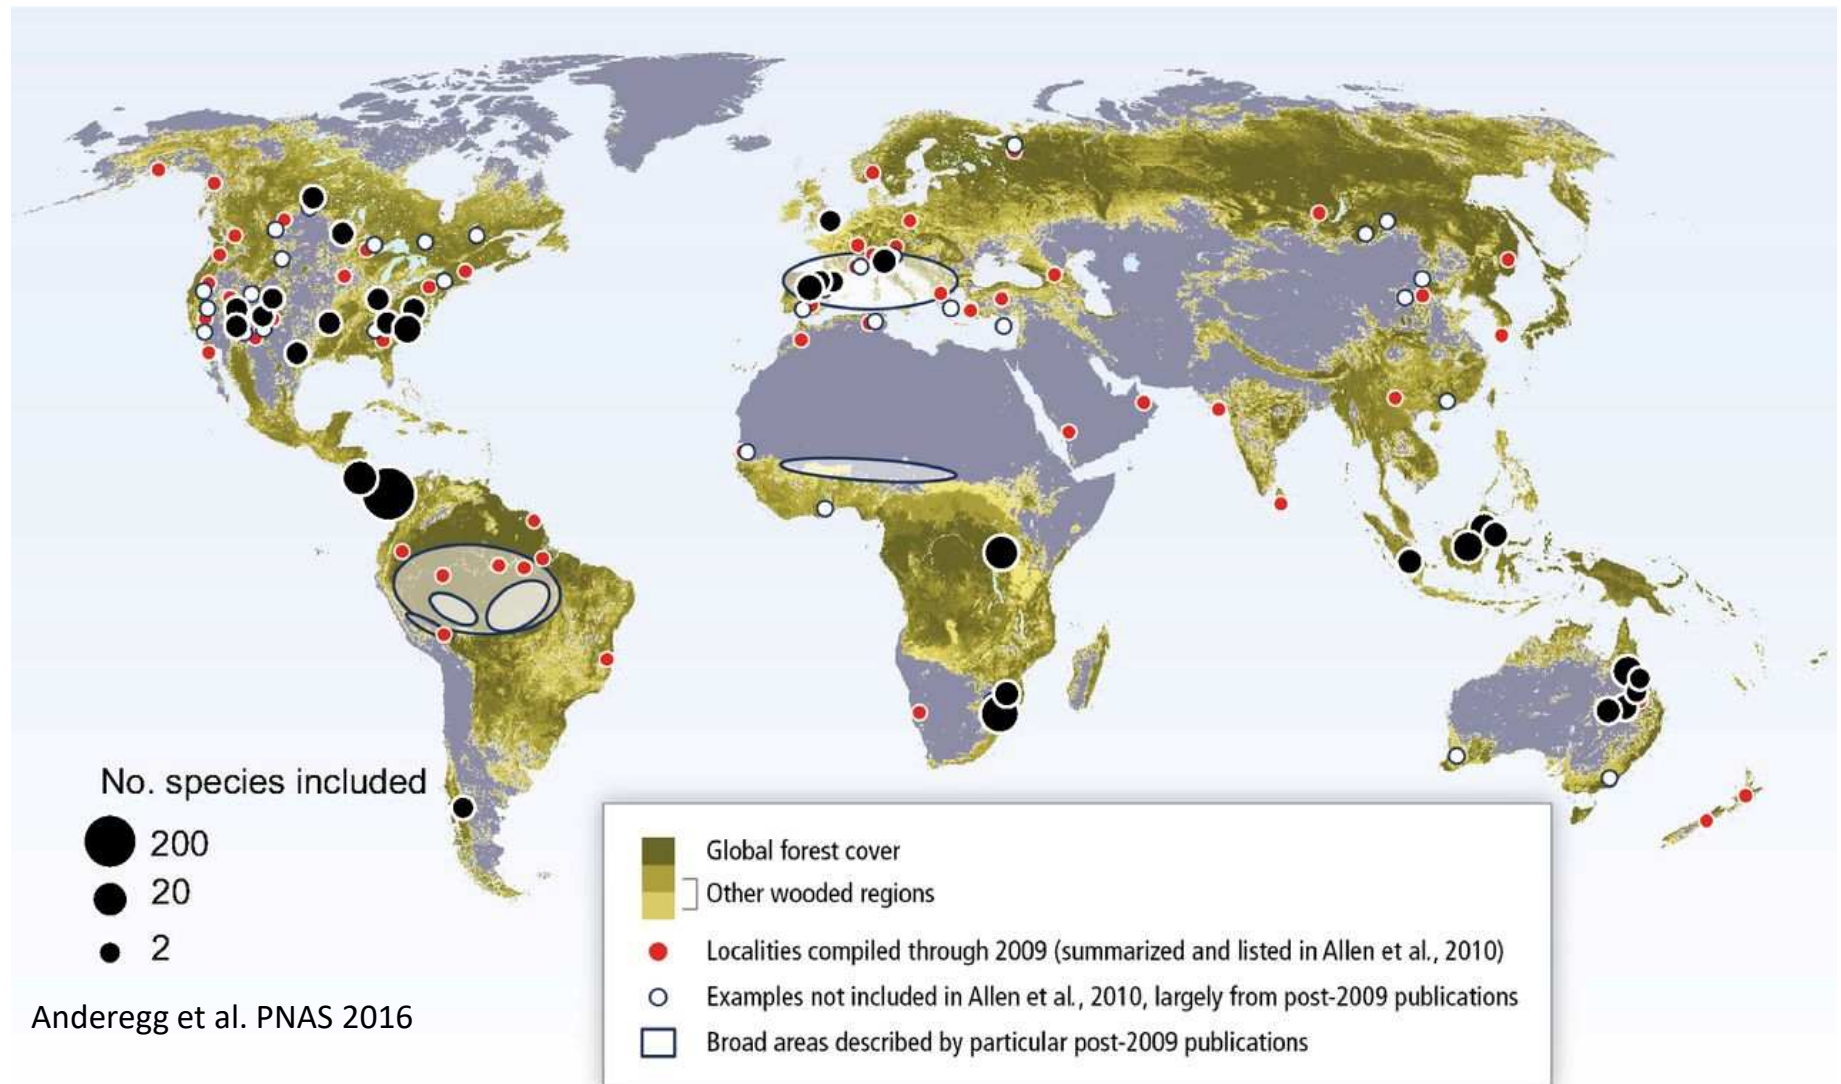 No. species included
200
20
2
Anderegg et al. PNAS 2016
Global forest cover
Other wooded regions
Localities compiled through 2009 (summarized and listed in Allen et al., 2010)
Examples not included in Allen et al., 2010, largely from post-2009 publications
Broad areas described by particular post-2009 publications